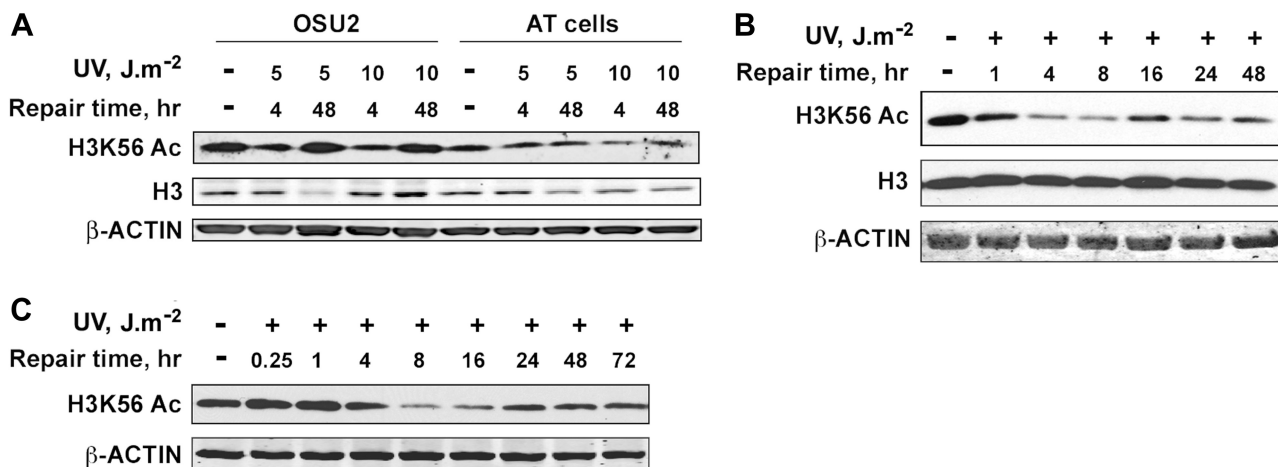 A
OSU2 AT cells
UV, J.m-2 - 5 5 10 10 - 5 5 10 10
Repair time, hr - 4 48 4 48 - 4 48 4 48
H3K56 Ac
H3
β-ACTIN
B
UV, J.m-2 - + + + + + +
Repair time, hr - 1 4 8 16 24 48
H3K56 Ac
H3
β-ACTIN
C
UV, J.m-2 - + + + + + + + +
Repair time, hr - 0.25 1 4 8 16 24 48 72
H3K56 Ac
β-ACTIN